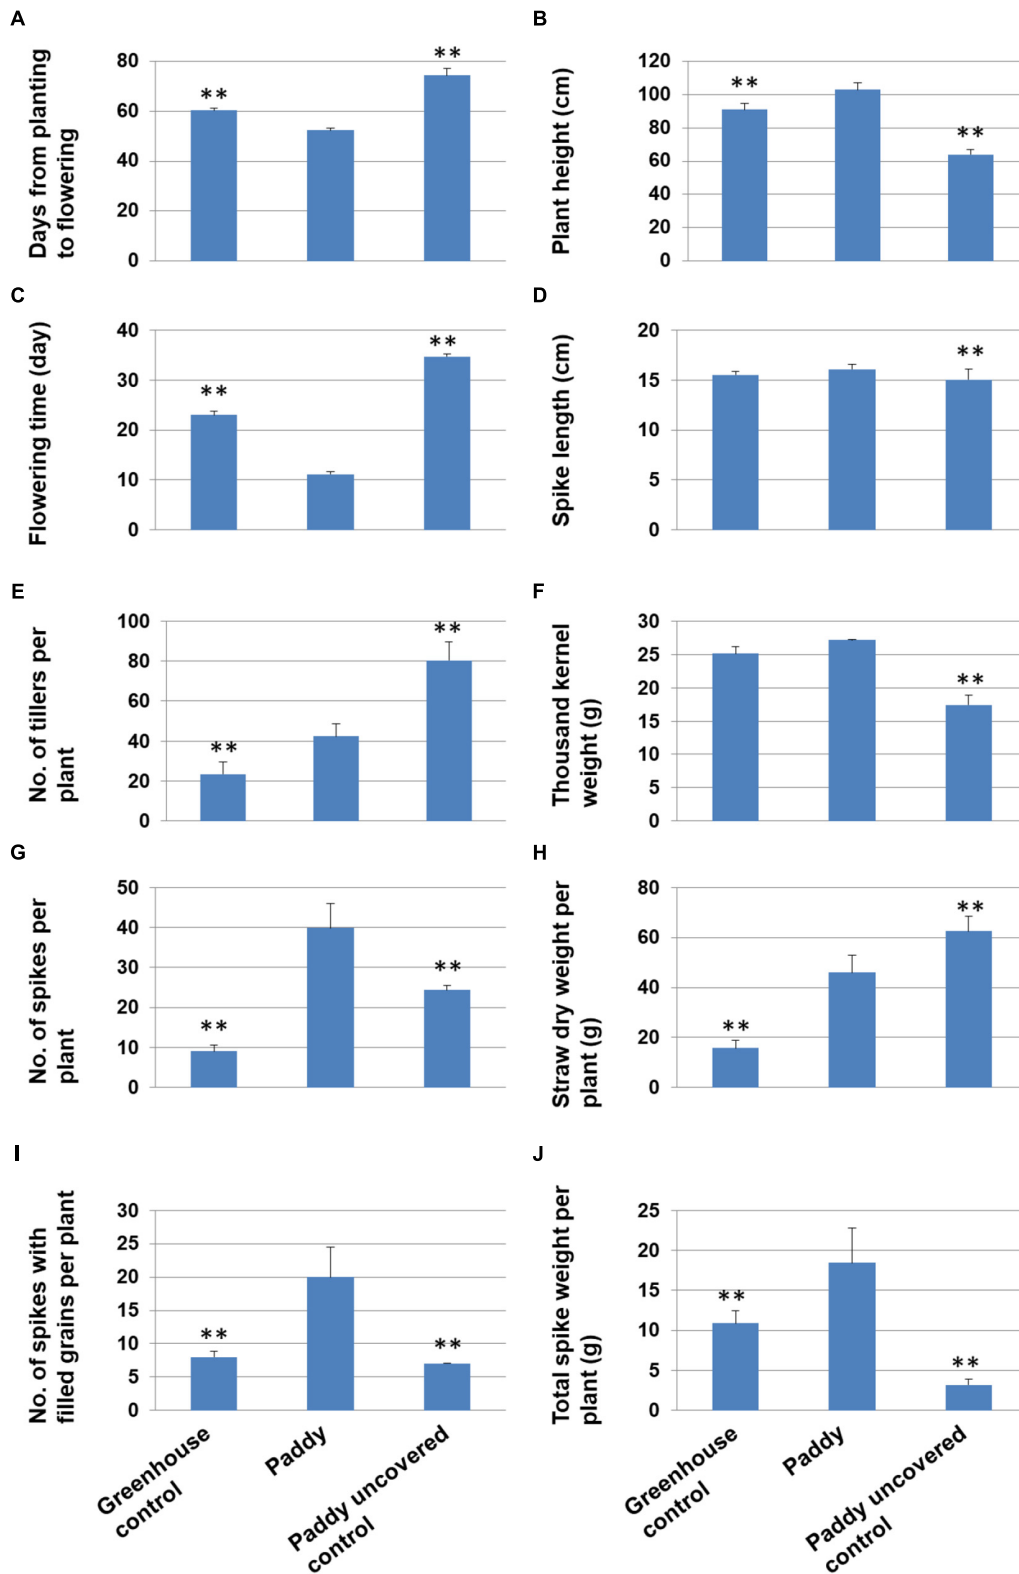 A
Days from planting
to flowering
80
60
40
20
0
**
**
B
Plant height (cm)
120
100
80
60
40
20
0
**
**
C
Flowering time (day)
40
30
20
10
0
**
**
D
Spike length (cm)
20
15
10
5
0
**
E
No. of tillers per
plant
100
80
60
40
20
0
**
**
F
Thousand kernel
weight (g)
30
25
20
15
10
5
0
**
G
No. of spikes per
plant
50
40
30
20
10
0
**
**
H
Straw dry weight per
plant (g)
80
60
40
20
0
**
**
I
No. of spikes with
filled grains per plant
30
25
20
15
10
5
0
**
**
Greenhouse
control
Paddy
Paddy uncovered
control
J
Total spike weight per
plant (g)
25
20
15
10
5
0
**
**
Greenhouse
control
Paddy
Paddy uncovered
control